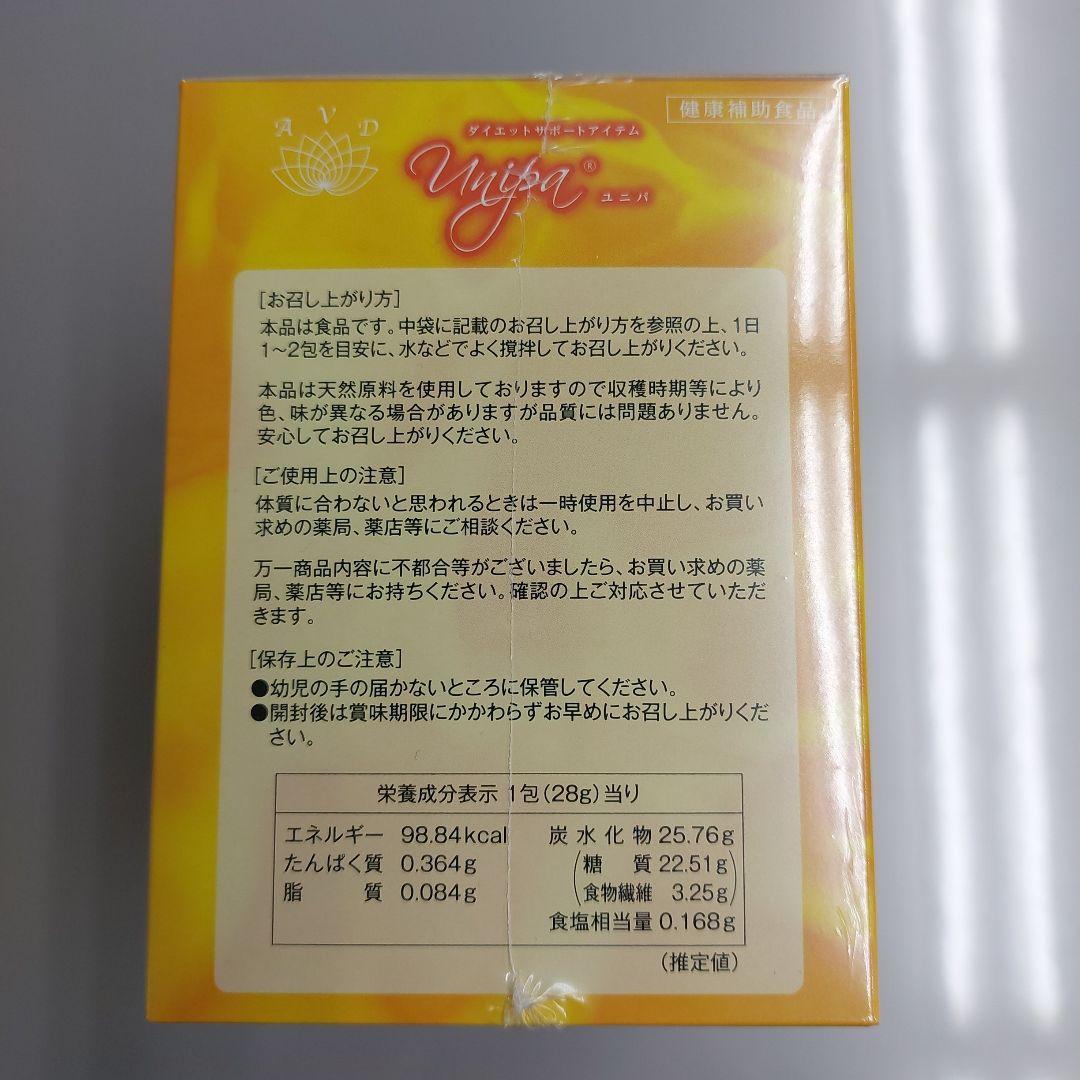 健康補助食品
A V D
ダイエットサポートアイテム
Unipa®
ユニパ
[お召し上がり方]
本品は食品です。中袋に記載のお召し上がり方を参照の上、1日
1〜2包を目安に、水などでよく撹拌してお召し上がりください。
本品は天然原料を使用しておりますので収穫時期等により
色、味が異なる場合がありますが品質には問題ありません。
安心してお召し上がりください。
[ご使用上の注意]
体質に合わないと思われるときは一時使用を中止し、お買い
求めの薬局、薬店等にご相談ください。
万一商品内容に不都合等がございましたら、お買い求めの薬
局、薬店等にお持ちください。確認の上ご対応させていただ
きます。
[保存上のご注意]
●幼児の手の届かないところに保管してください。
●開封後は賞味期限にかかわらずお早めにお召し上がりくだ
さい。
栄養成分表示 1包(28g)当り
エネルギー 98.84kcal 炭水化物 25.76g
たんぱく質 0.364g (糖質 22.51g)
脂質 0.084g (食物繊維 3.25g)
食塩相当量 0.168g
(推定値)